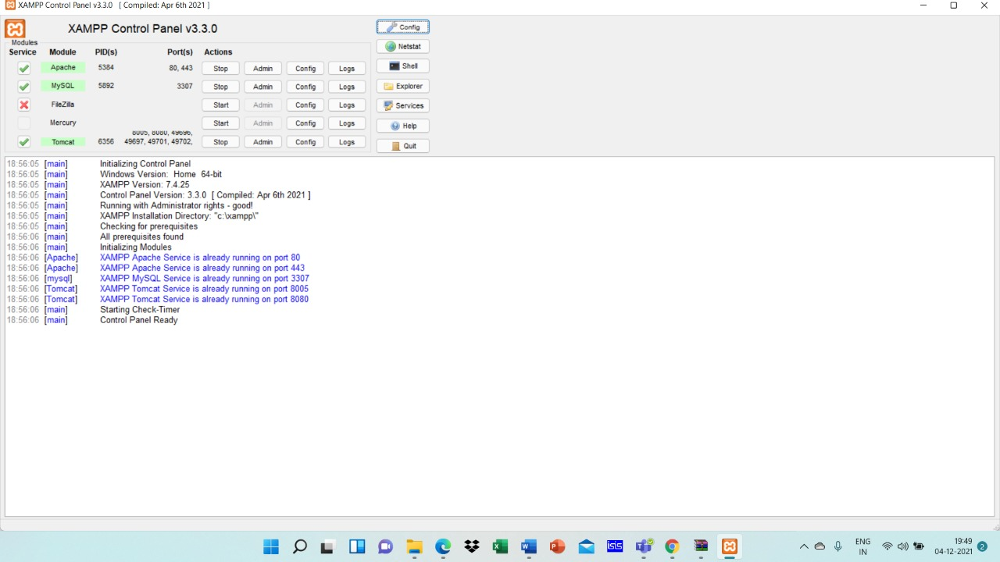 XAMPP Control Panel v3.3.0 [ Compiled: Apr 6th 2021 ]
XAMPP Control Panel v3.3.0
Modules
Service Module PID(s) Port(s) Actions
Apache 5384 80, 443 Stop Admin Config Logs
MySQL 5892 3307 Stop Admin Config Logs
FileZilla Start Admin Config Logs
Mercury Start Admin Config Logs
8005, 8080, 49696,
Tomcat 6356 49697, 49701, 49702, Stop Admin Config Logs
Config
Netstat
Shell
Explorer
Services
Help
Quit
18:56:05 [main] Initializing Control Panel
18:56:05 [main] Windows Version: Home 64-bit
18:56:05 [main] XAMPP Version: 7.4.25
18:56:05 [main] Control Panel Version: 3.3.0 [ Compiled: Apr 6th 2021 ]
18:56:05 [main] Running with Administrator rights - good!
18:56:05 [main] XAMPP Installation Directory: "c:\xampp\"
18:56:05 [main] Checking for prerequisites
18:56:06 [main] All prerequisites found
18:56:06 [main] Initializing Modules
18:56:06 [Apache] XAMPP Apache Service is already running on port 80
18:56:06 [Apache] XAMPP Apache Service is already running on port 443
18:56:06 [mysql] XAMPP MySQL Service is already running on port 3307
18:56:06 [Tomcat] XAMPP Tomcat Service is already running on port 8005
18:56:06 [Tomcat] XAMPP Tomcat Service is already running on port 8080
18:56:06 [main] Starting Check-Timer
18:56:06 [main] Control Panel Ready
ISS
ENG
IN
19:49
04-12-2021
2